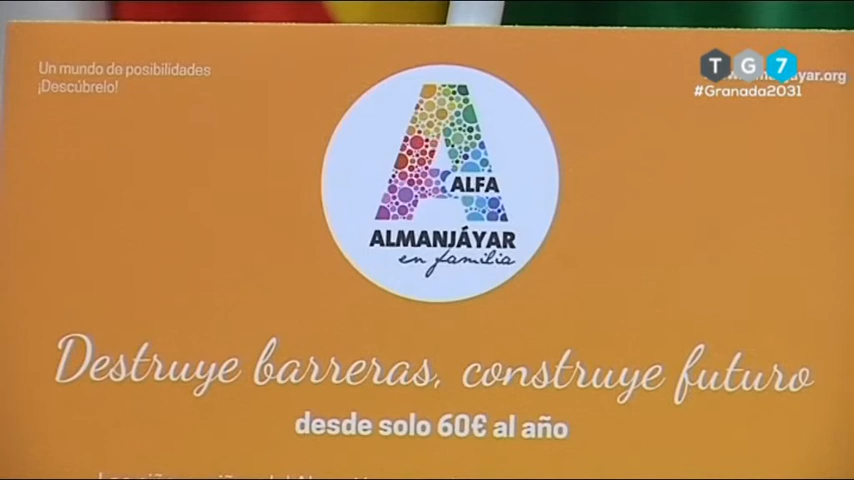 Un mundo de posibilidades
¡Descúbrelo!
TG7
#Granada2031
ALFA
ALMANJÁYAR
en familia
Destruye barreras, construye futuro
desde solo 60€ al año